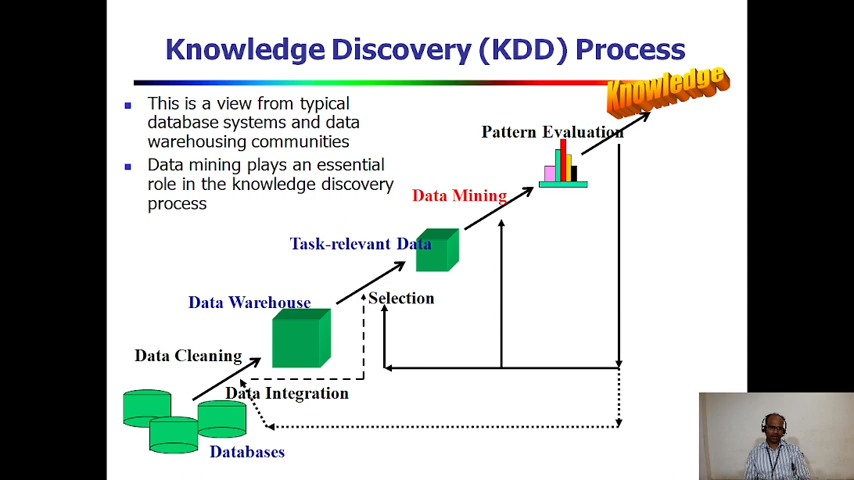 Knowledge Discovery (KDD) Process
This is a view from typical
database systems and data
warehousing communities
Data mining plays an essential
role in the knowledge discovery
process
Knowledge
Pattern Evaluation
Data Mining
Task-relevant Data
Selection
Data Warehouse
Data Cleaning
Data Integration
Databases